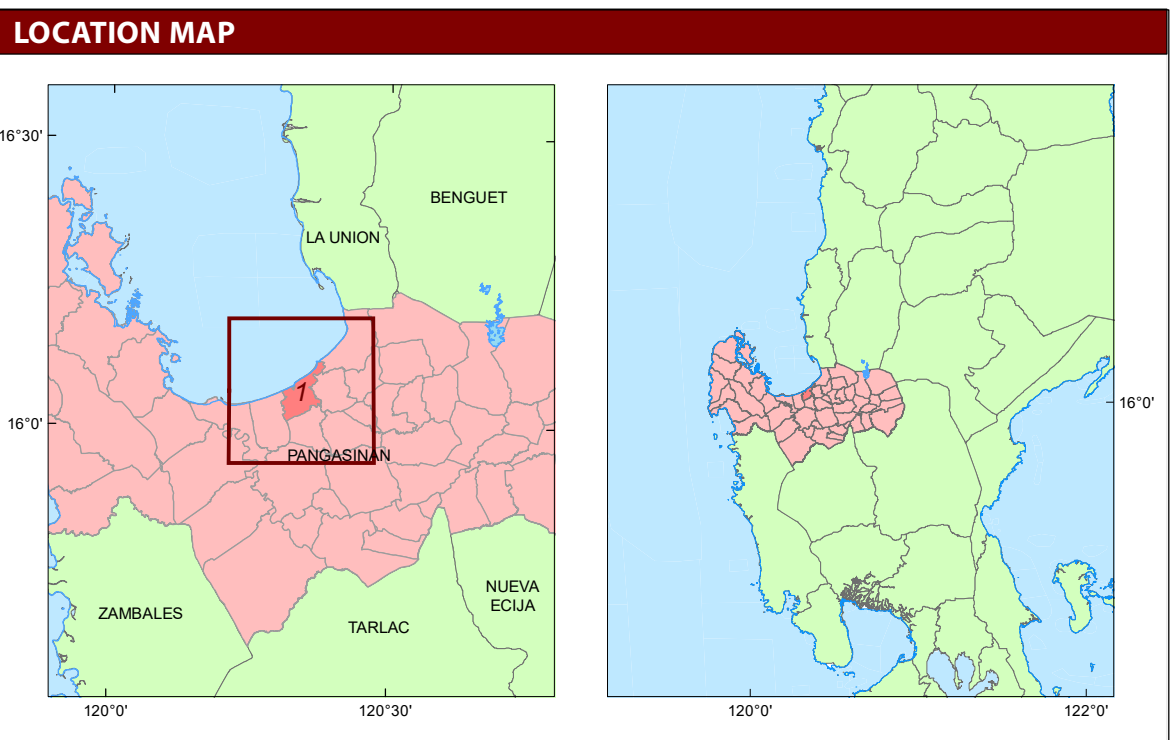 LOCATION MAP
16°30'
BENGUET
LA UNION
1
16°0'
PANGASINAN
ZAMBALES
NUEVA
ECIJA
TARLAC
120°0'
120°30'
16°0'
120°0'
122°0'